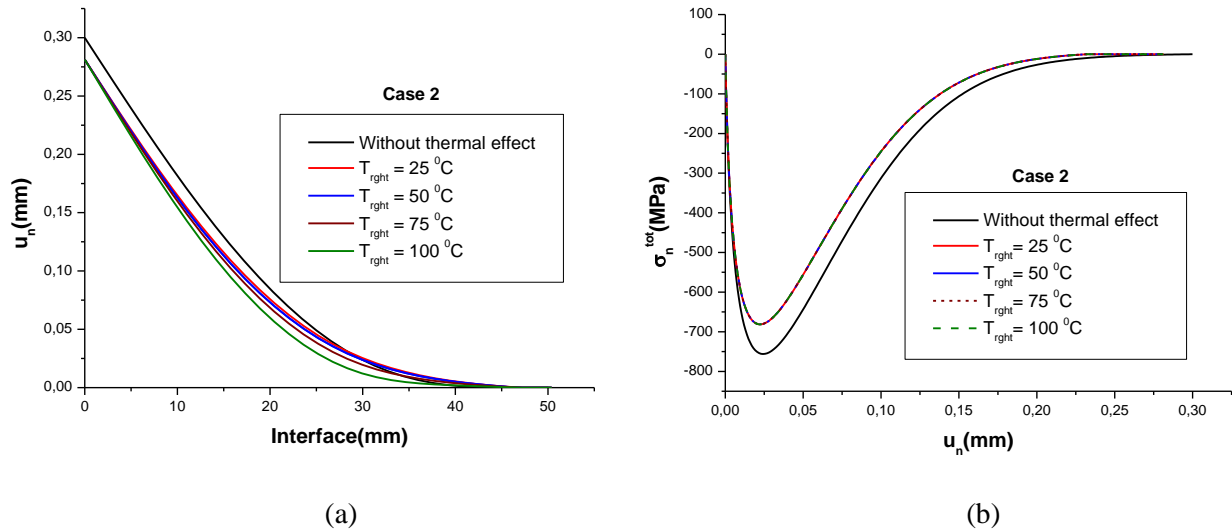 0,30
0,25
0,20
0,15
0,10
0,05
0,00
u_n(mm)
0 10 20 30 40 50
Interface(mm)
Case 2
Without thermal effect
T_rght = 25 ⁰C
T_rght = 50 ⁰C
T_rght = 75 ⁰C
T_rght = 100 ⁰C
(a)
0
-100
-200
-300
-400
-500
-600
-700
-800
σ_n^tot(MPa)
0,00 0,05 0,10 0,15 0,20 0,25 0,30
u_n(mm)
Case 2
Without thermal effect
T_rght= 25 ⁰C
T_rght= 50 ⁰C
T_rght= 75 ⁰C
T_rght= 100 ⁰C
(b)